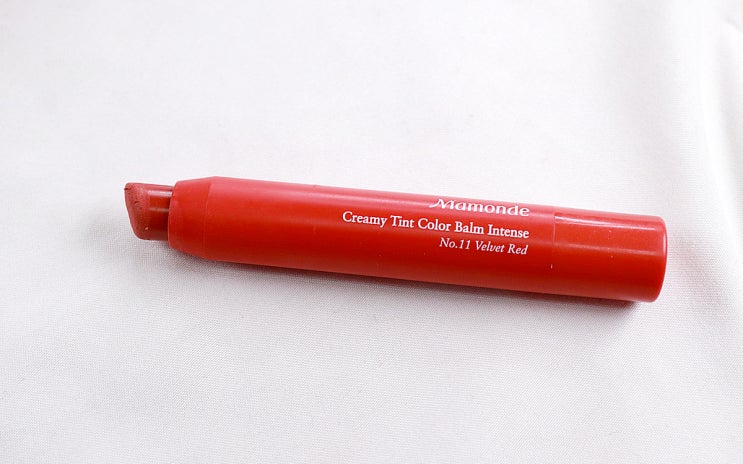 Mamonde
Creamy Tint Color Balm Intense
No.11 Velvet Red